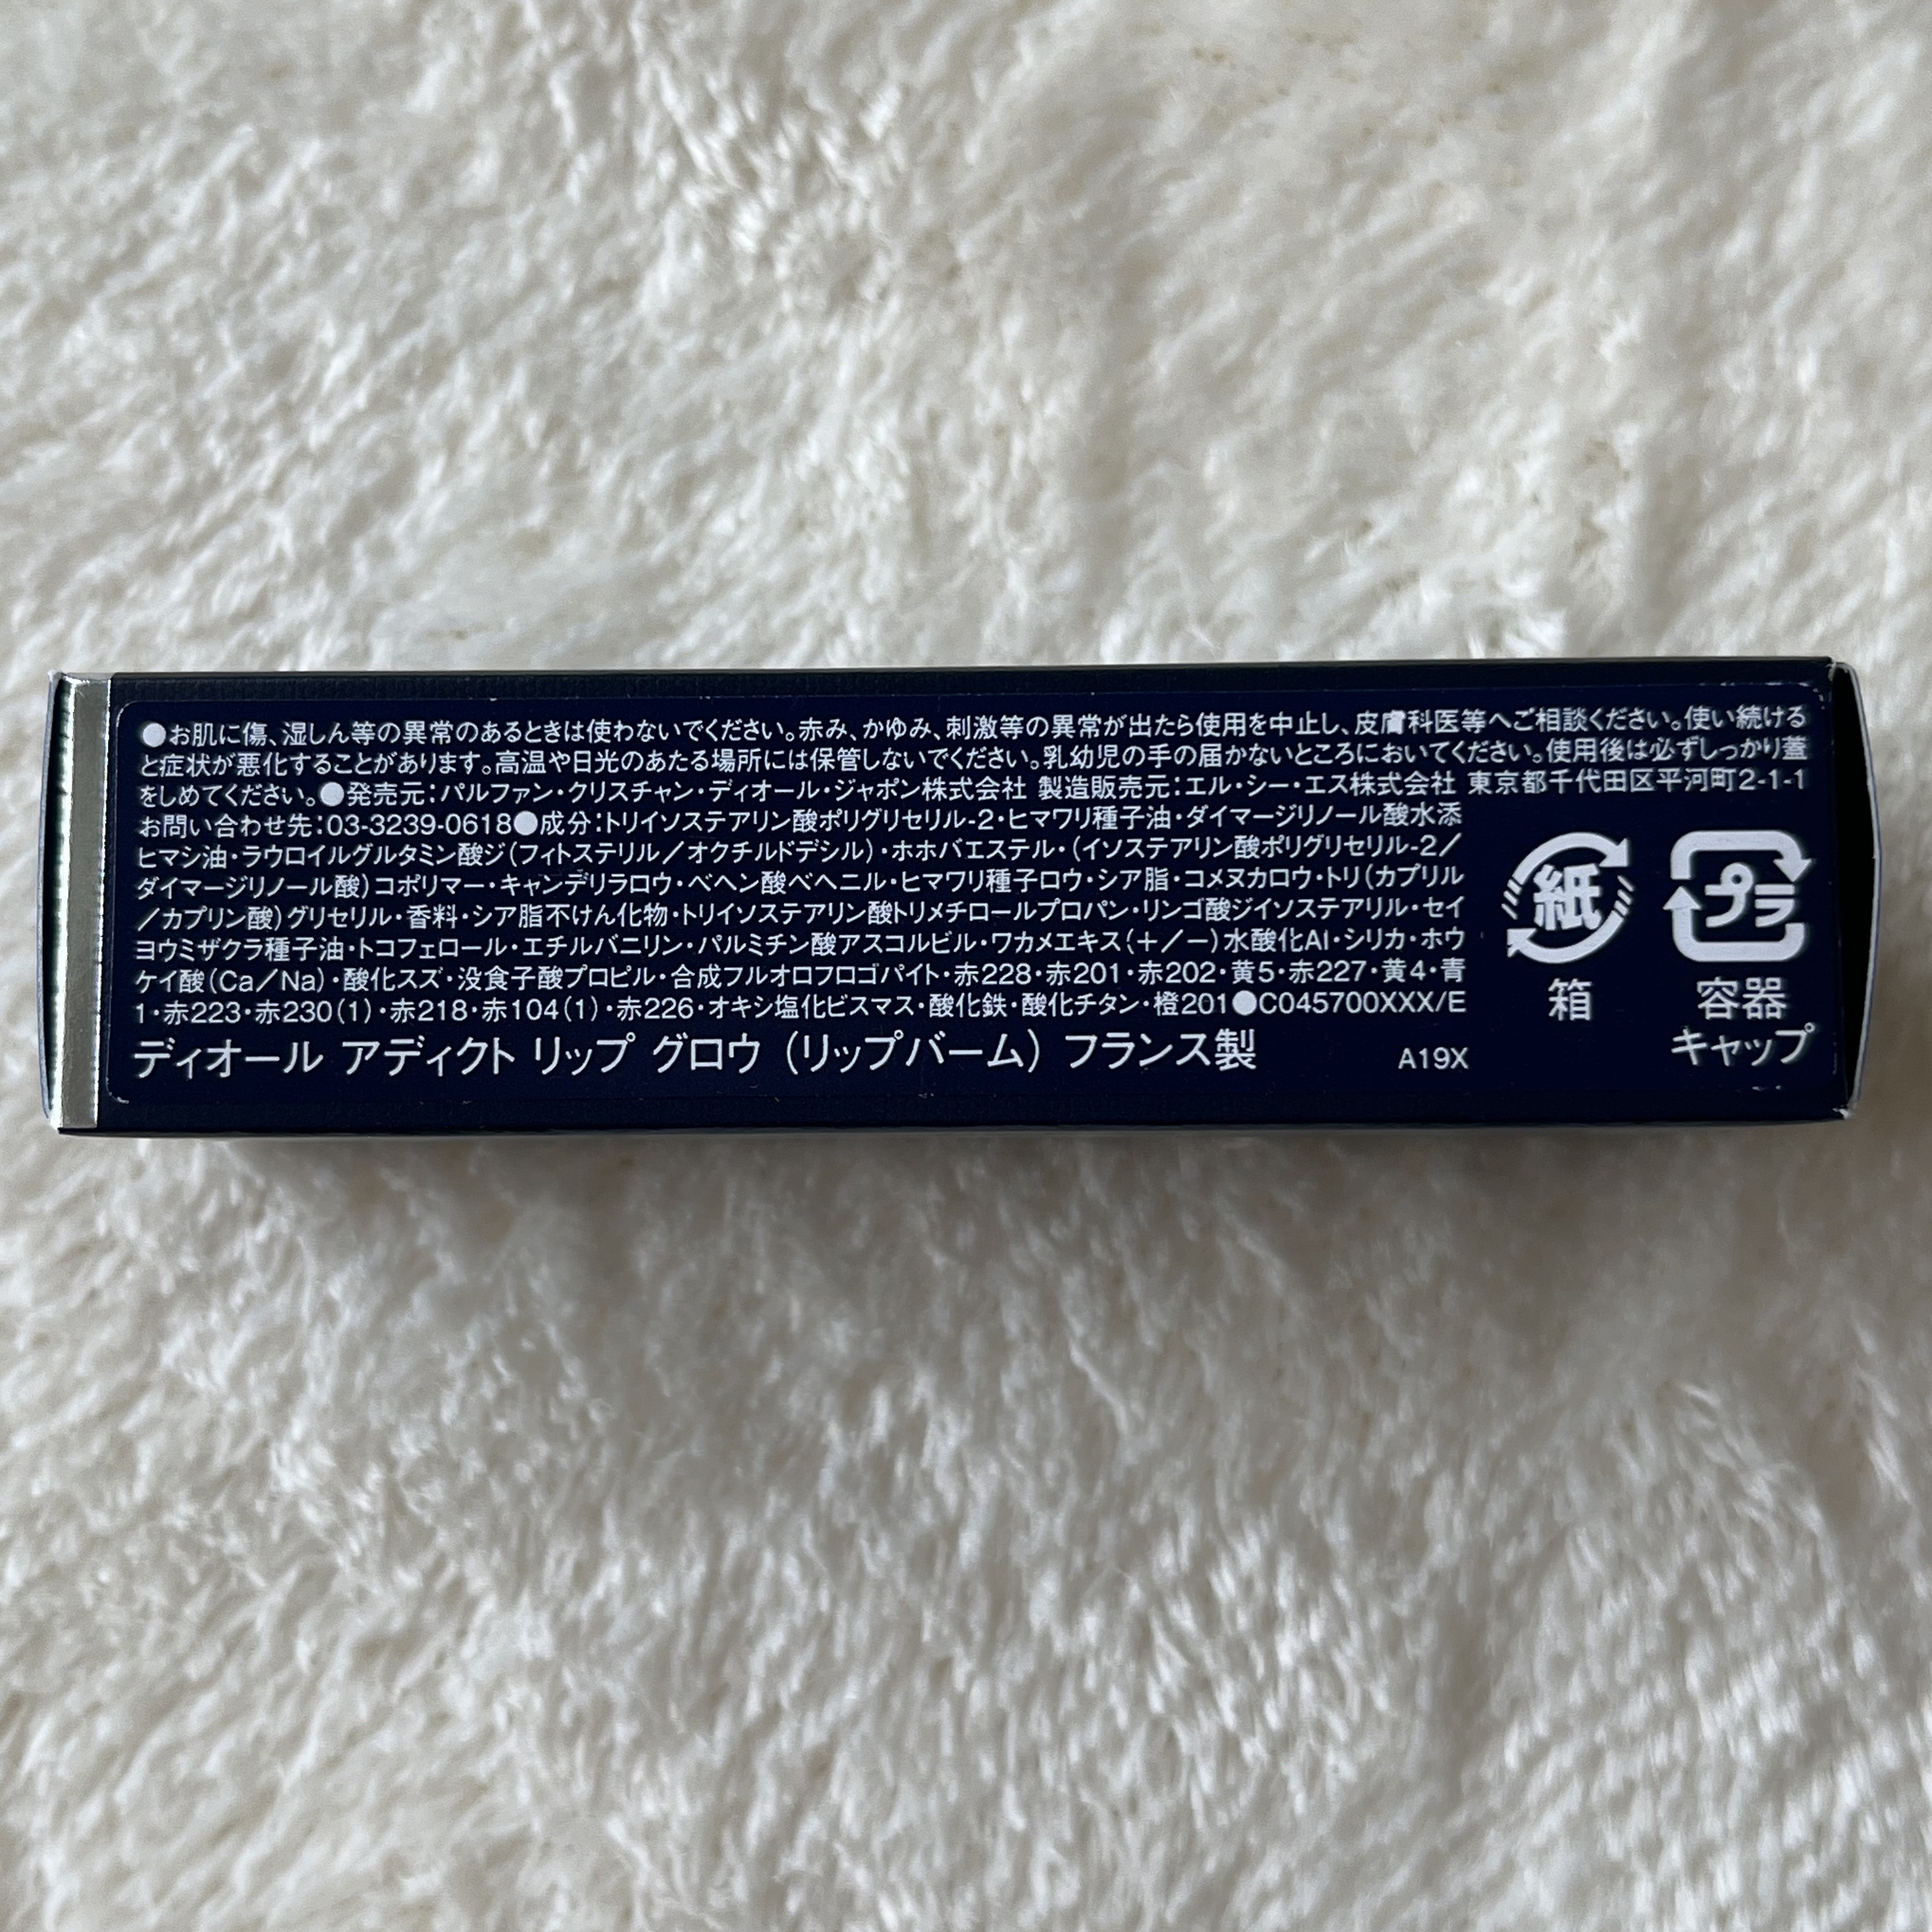 ●お肌に傷、湿しん等の異常のあるときは使わないでください。赤み、かゆみ、刺激等の異常が出たら使用を中止し、皮膚科医等へご相談ください。使い続ける
と症状が悪化することがあります。高温や日光のあたる場所には保管しないでください。乳幼児の手の届かないところにおいてください。使用後は必ずしっかり蓋
をしめてください。●発売元：パルファン・クリスチャン・ディオール・ジャポン株式会社 製造販売元：エル・シー・エス株式会社 東京都千代田区平河町2-1-1
お問い合わせ先：03-3239-0618●成分：トリイソステアリン酸ポリグリセリル-2・ヒマワリ種子油・ダイマージリノール酸水添
ヒマシ油・ラウロイルグルタミン酸ジ（フィトステリル／オクチルドデシル）・ホホバエステル・（イソステアリン酸ポリグリセリル-2／
ダイマージリノール酸）コポリマー・キャンデリラロウ・ベヘン酸ベヘニル・ヒマワリ種子ロウ・シア脂・コメヌカロウ・トリ（カプリル
／カプリン酸）グリセリル・香料・シア脂不けん化物・トリイソステアリン酸トリメチロールプロパン・リンゴ酸ジイソステアリル・セイ
ヨウミザクラ種子油・トコフェロール・エチルバニリン・パルミチン酸アスコルビル・ワカメエキス（＋／－）水酸化Al・シリカ・ホウ
ケイ酸（Ca／Na）・酸化スズ・没食子酸プロピル・合成フルオロフロゴパイト・赤228・赤201・赤202・黄5・赤227・黄4・青
1・赤223・赤230（1）・赤218・赤104（1）・赤226・オキシ塩化ビスマス・酸化鉄・酸化チタン・橙201●C045700XXX/E
ディオール アディクト リップ グロウ（リップバーム）フランス製
A19X
紙
箱
プラ
容器
キャップ